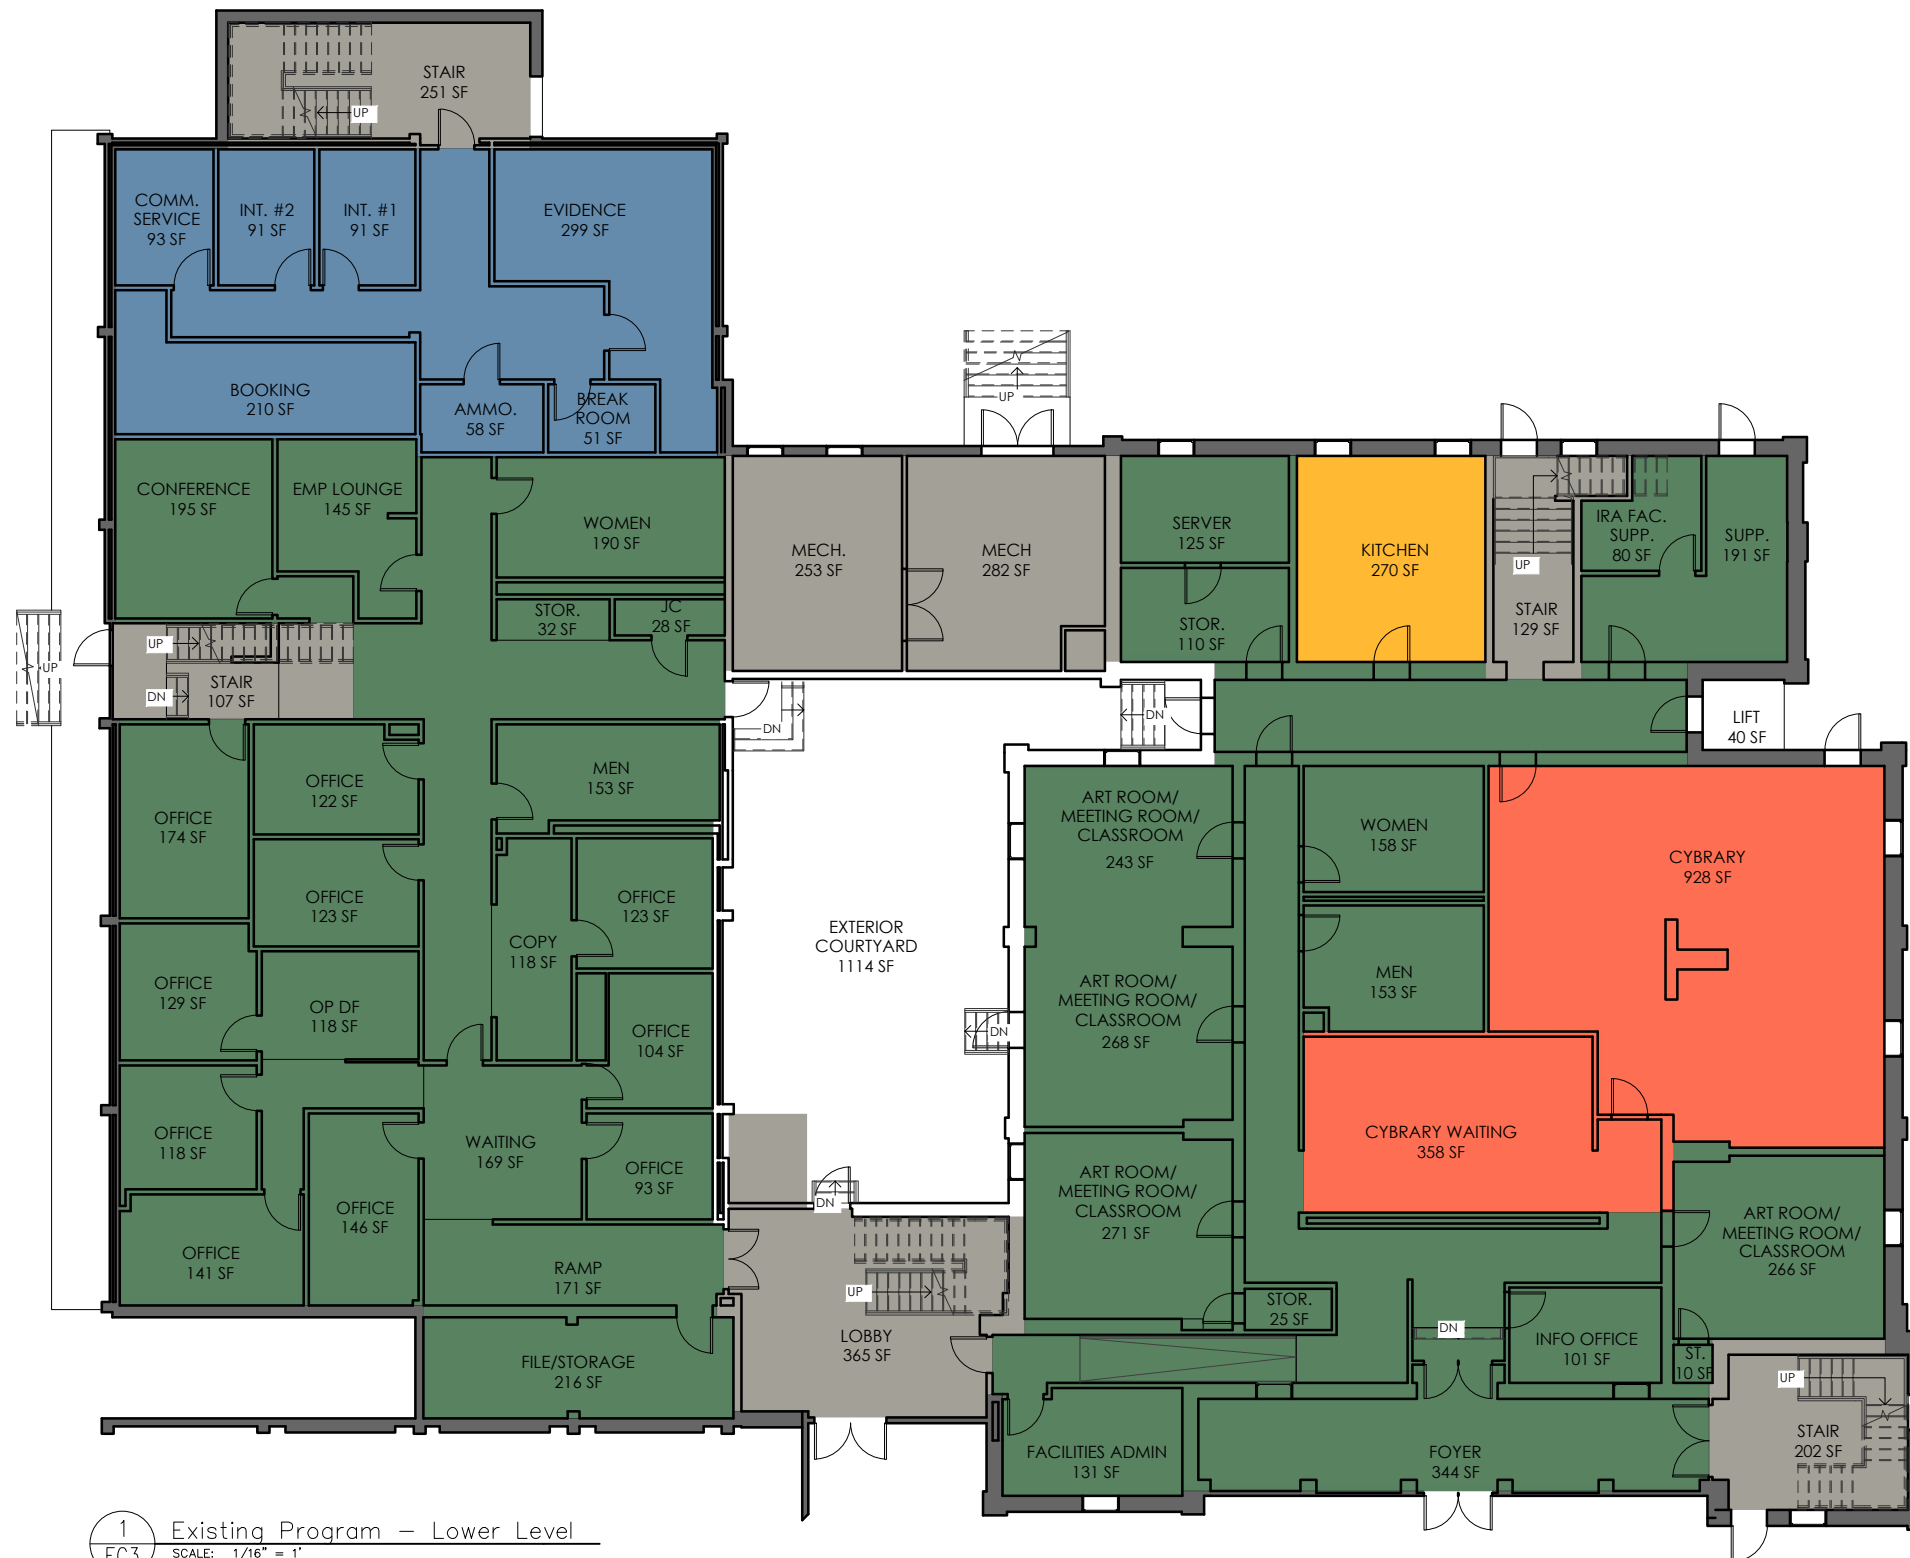 STAIR
251 SF
UP
COMM.
SERVICE
93 SF
INT. #2
91 SF
INT. #1
91 SF
EVIDENCE
299 SF
BOOKING
210 SF
AMMO.
58 SF
BREAK
ROOM
51 SF
UP
CONFERENCE
195 SF
EMP LOUNGE
145 SF
WOMEN
190 SF
MECH.
253 SF
MECH
282 SF
SERVER
125 SF
KITCHEN
270 SF
UP
IRA FAC.
SUPP.
80 SF
SUPP.
191 SF
STOR.
32 SF
JC
28 SF
STOR.
110 SF
STAIR
129 SF
UP
UP
DN
STAIR
107 SF
DN
DN
LIFT
40 SF
OFFICE
174 SF
OFFICE
122 SF
MEN
153 SF
OFFICE
123 SF
COPY
118 SF
OFFICE
123 SF
EXTERIOR
COURTYARD
1114 SF
ART ROOM/
MEETING ROOM/
CLASSROOM
243 SF
WOMEN
158 SF
CYBRARY
928 SF
OFFICE
129 SF
OP DF
118 SF
OFFICE
104 SF
DN
ART ROOM/
MEETING ROOM/
CLASSROOM
268 SF
MEN
153 SF
OFFICE
118 SF
OFFICE
146 SF
WAITING
169 SF
OFFICE
93 SF
DN
ART ROOM/
MEETING ROOM/
CLASSROOM
271 SF
CYBRARY WAITING
358 SF
ART ROOM/
MEETING ROOM/
CLASSROOM
266 SF
OFFICE
141 SF
RAMP
171 SF
UP
LOBBY
365 SF
STOR.
25 SF
DN
INFO OFFICE
101 SF
ST.
10 SF
UP
FILE/STORAGE
216 SF
FACILITIES ADMIN
131 SF
FOYER
344 SF
STAIR
202 SF
1
EC3
Existing Program – Lower Level
SCALE: 1/16" = 1'